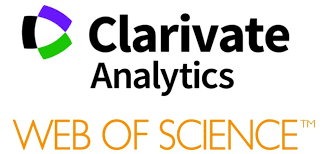 Clarivate
Analytics
WEB OF SCIENCE™